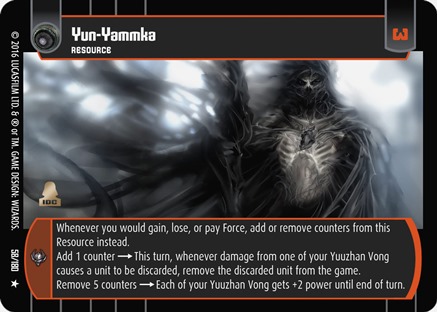 Yun-Yammka
RESOURCE
© 2016 LUCASFILM LTD. & ® or TM. GAME DESIGN: WIZARDS.
58/180
IDC
Whenever you would gain, lose, or pay Force, add or remove counters from this
Resource instead.
Add 1 counter → This turn, whenever damage from one of your Yuuzhan Vong
causes a unit to be discarded, remove the discarded unit from the game.
Remove 5 counters → Each of your Yuuzhan Vong gets +2 power until end of turn.